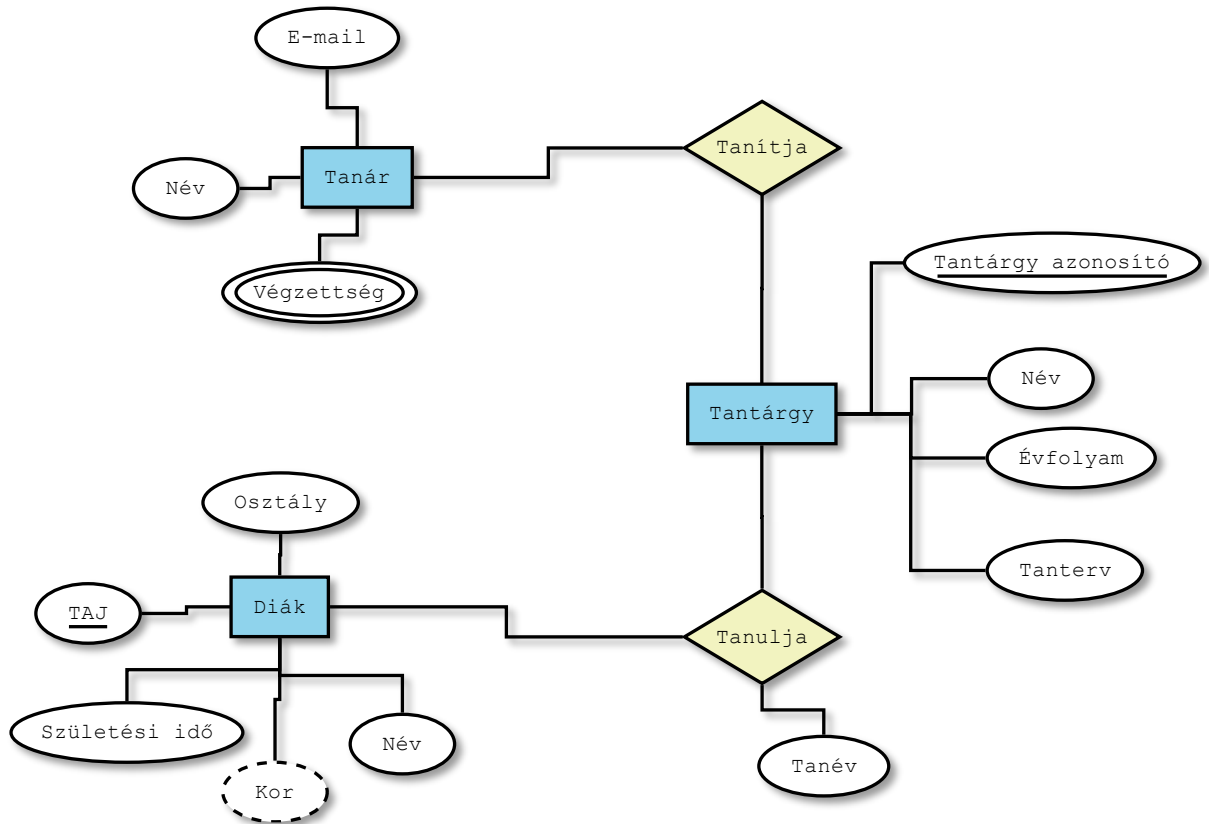 E-mail
Tanítja
Név
Tanár
Tantárgy azonosító
Végzettség
Név
Tantárgy
Évfolyam
Osztály
Tanterv
TAJ
Diák
Tanulja
Születési idő
Név
Kor
Tanév